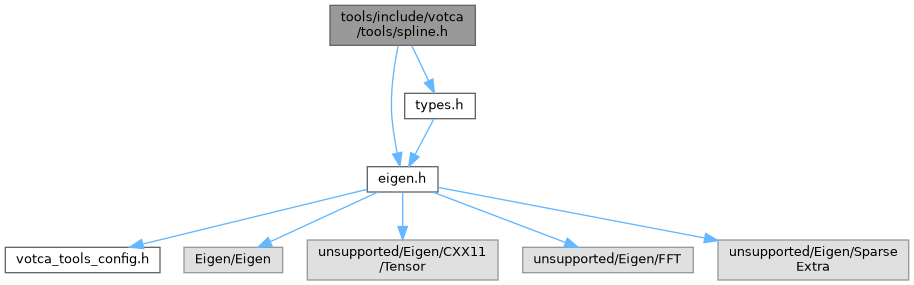 tools/include/votca
/tools/spline.h
types.h
eigen.h
votca_tools_config.h
Eigen/Eigen
unsupported/Eigen/CXX11
/Tensor
unsupported/Eigen/FFT
unsupported/Eigen/Sparse
Extra